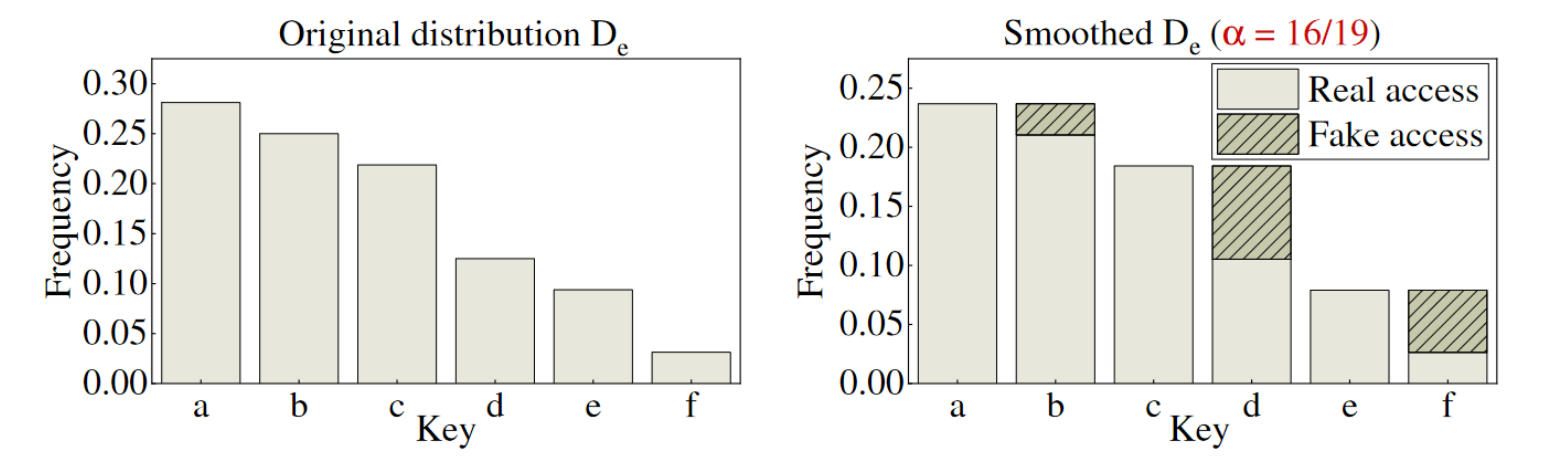 Original distribution Dₑ
Frequency
0.30
0.25
0.20
0.15
0.10
0.05
0.00
a b c d e f
Key
Smoothed Dₑ (α = 16/19)
Frequency
0.25
0.20
0.15
0.10
0.05
0.00
Real access
Fake access
a b c d e f
Key